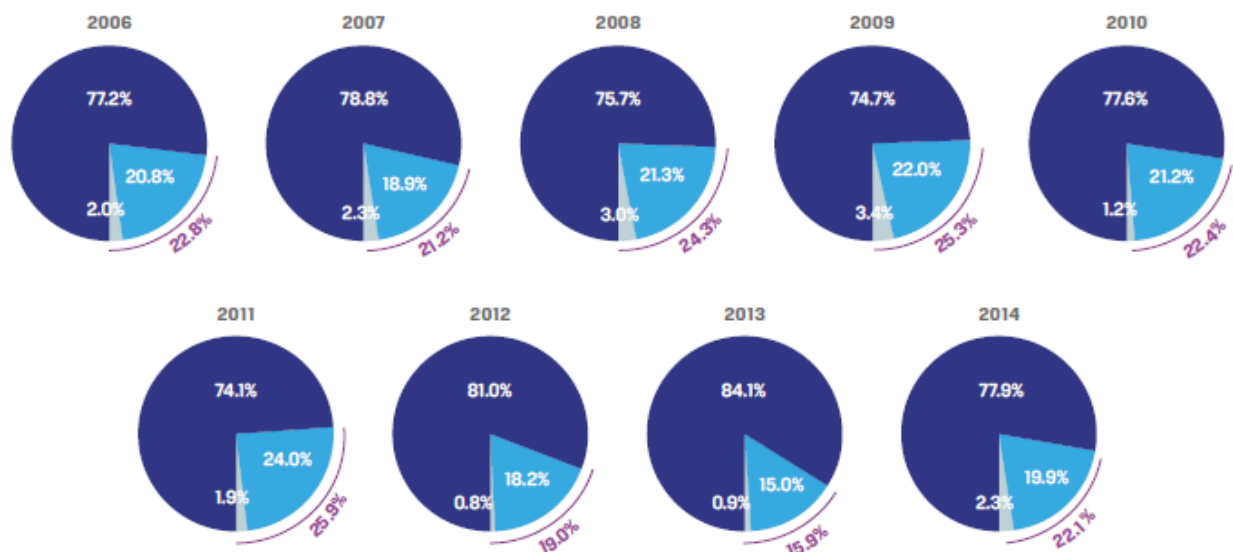 2006 2007 2008 2009 2010
77.2% 78.8% 75.7% 74.7% 77.6%
20.8% 18.9% 21.3% 22.0% 21.2%
2.0% 2.3% 3.0% 3.4% 1.2%
22.8% 21.2% 24.3% 25.3% 22.4%
2011 2012 2013 2014
74.1% 81.0% 84.1% 77.9%
24.0% 18.2% 15.0% 19.9%
1.9% 0.8% 0.9% 2.3%
25.9% 19.0% 15.9% 22.1%